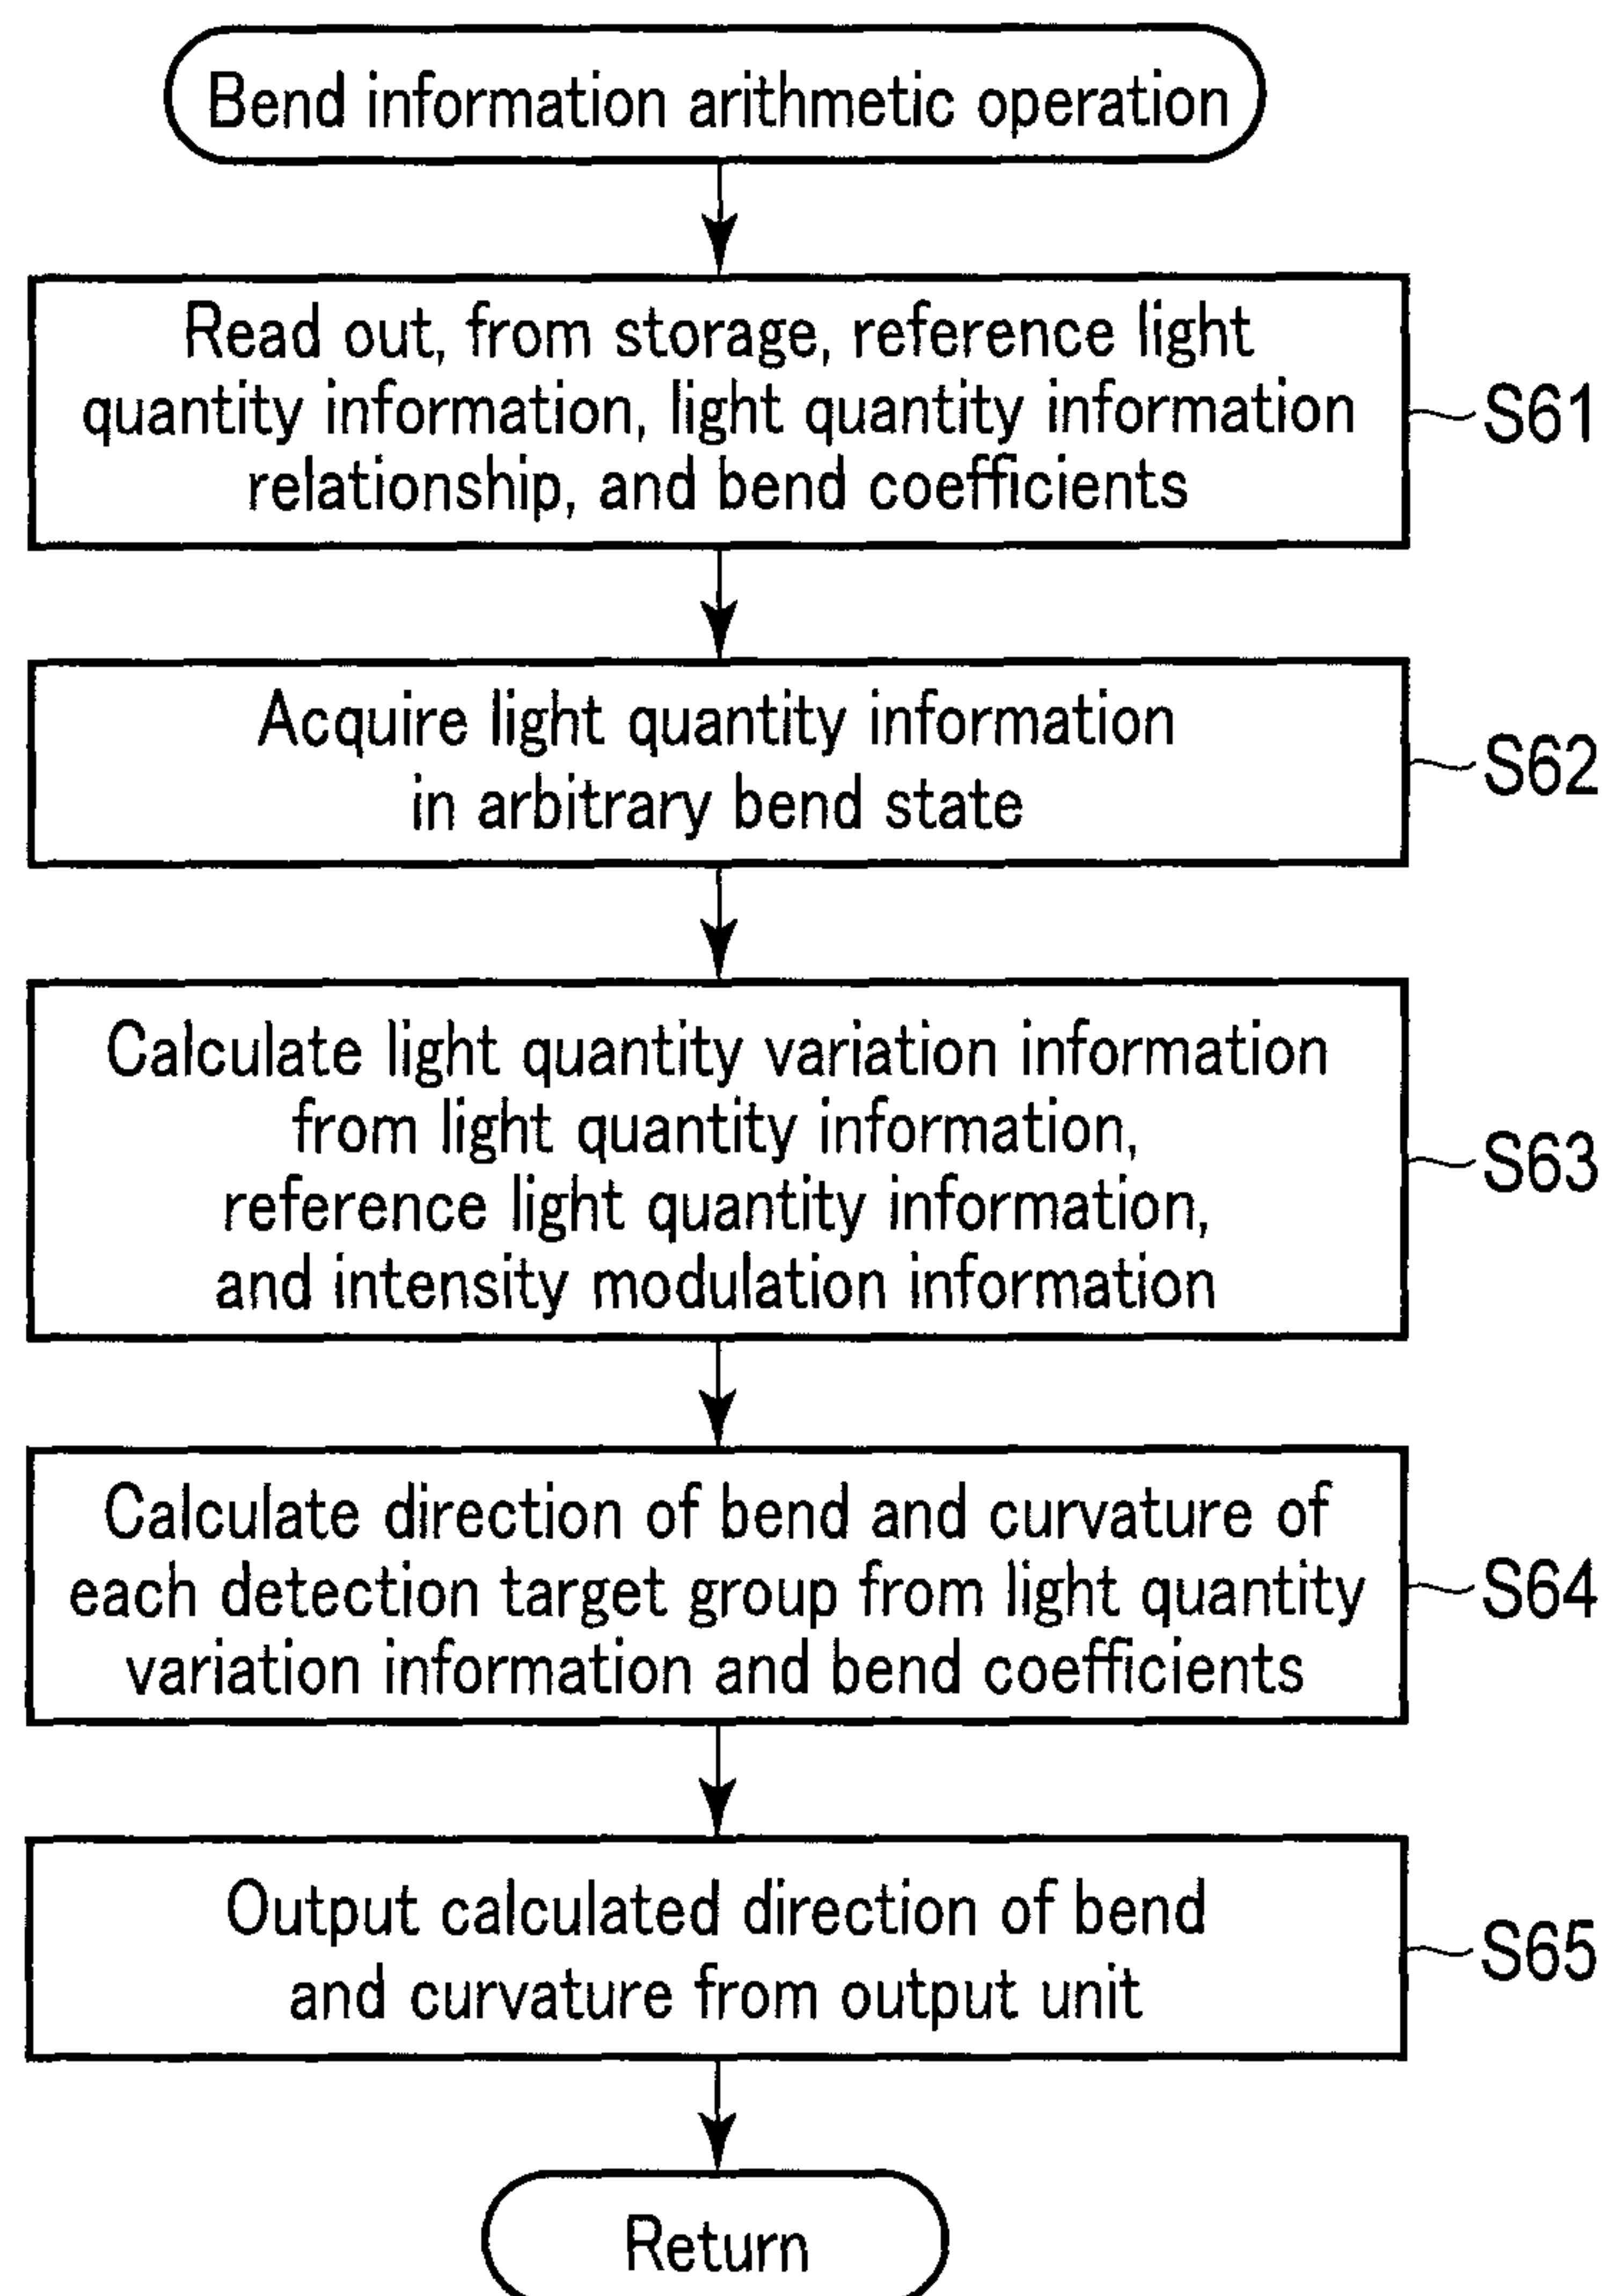 Bend information arithmetic operation
Read out, from storage, reference light
quantity information, light quantity information
relationship, and bend coefficients
S61
Acquire light quantity information
in arbitrary bend state
S62
Calculate light quantity variation information
from light quantity information,
reference light quantity information,
and intensity modulation information
S63
Calculate direction of bend and curvature of
each detection target group from light quantity
variation information and bend coefficients
S64
Output calculated direction of bend
and curvature from output unit
S65
Return